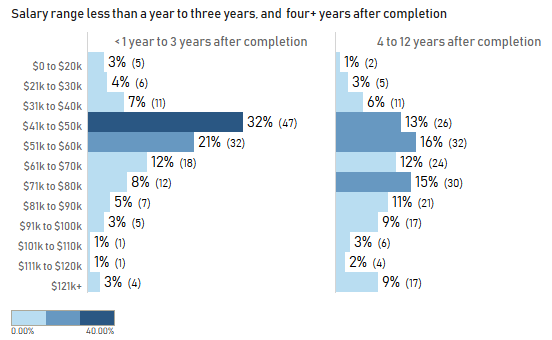 Salary range less than a year to three years, and four+ years after completion
< 1 year to 3 years after completion 4 to 12 years after completion
$0 to $20k 3% (5) 1% (2)
$21k to $30k 4% (6) 3% (5)
$31k to $40k 7% (11) 6% (11)
$41k to $50k 32% (47) 13% (26)
$51k to $60k 21% (32) 16% (32)
$61k to $70k 12% (18) 12% (24)
$71k to $80k 8% (12) 15% (30)
$81k to $90k 5% (7) 11% (21)
$91k to $100k 3% (5) 9% (17)
$101k to $110k 1% (1) 3% (6)
$111k to $120k 1% (1) 2% (4)
$121k+ 3% (4) 9% (17)
0.00% 40.00%